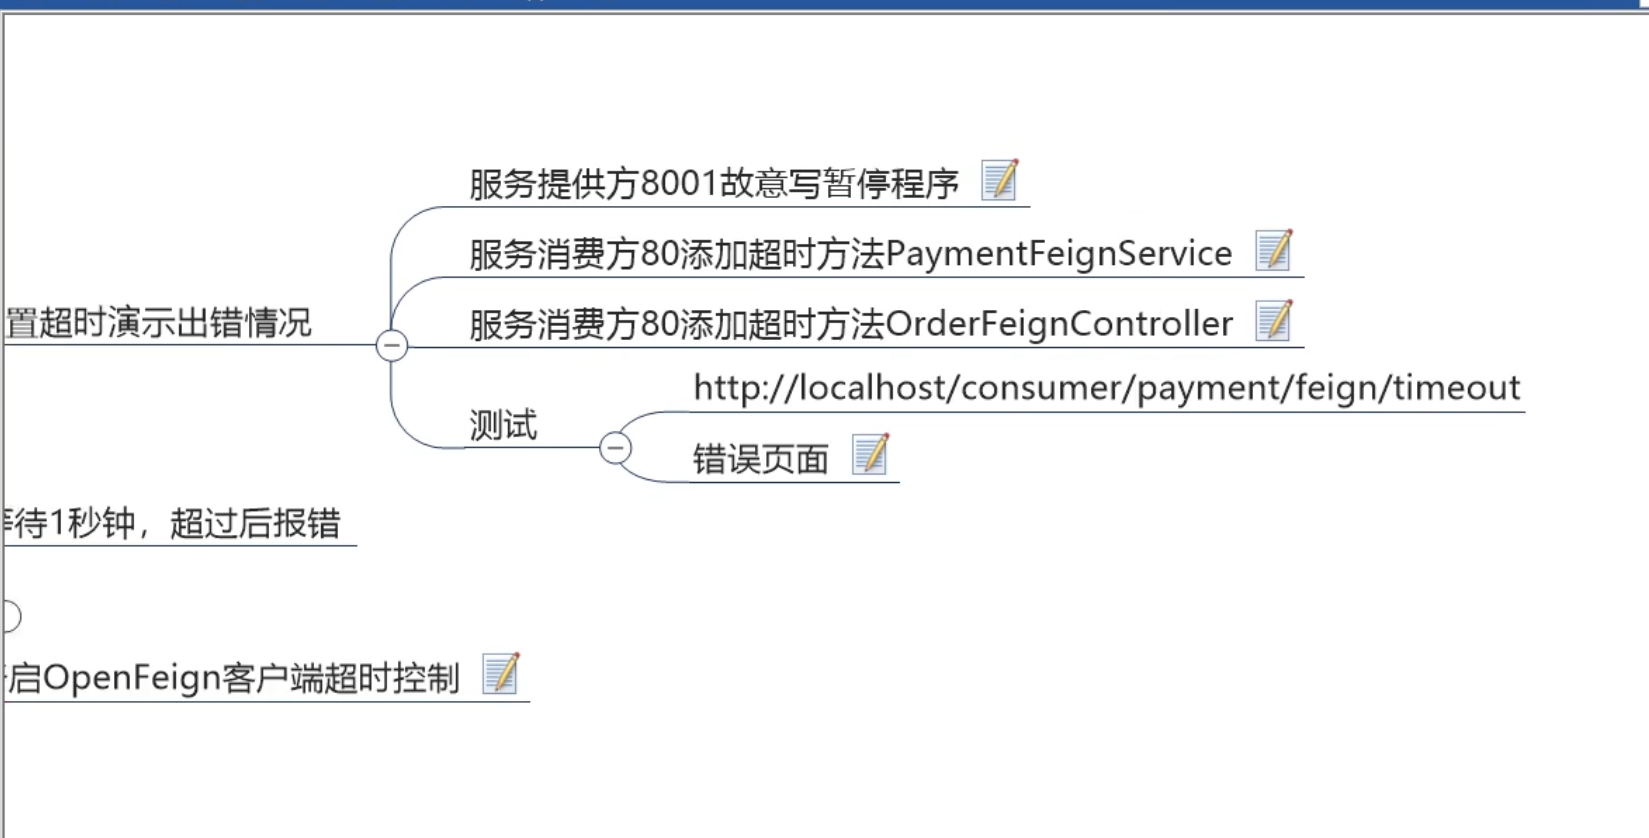 服务提供方8001故意写暂停程序
服务消费方80添加超时方法PaymentFeignService
置超时演示出错情况
服务消费方80添加超时方法OrderFeignController
http://localhost/consumer/payment/feign/timeout
测试
错误页面
待1秒钟，超过后报错
启OpenFeign客户端超时控制